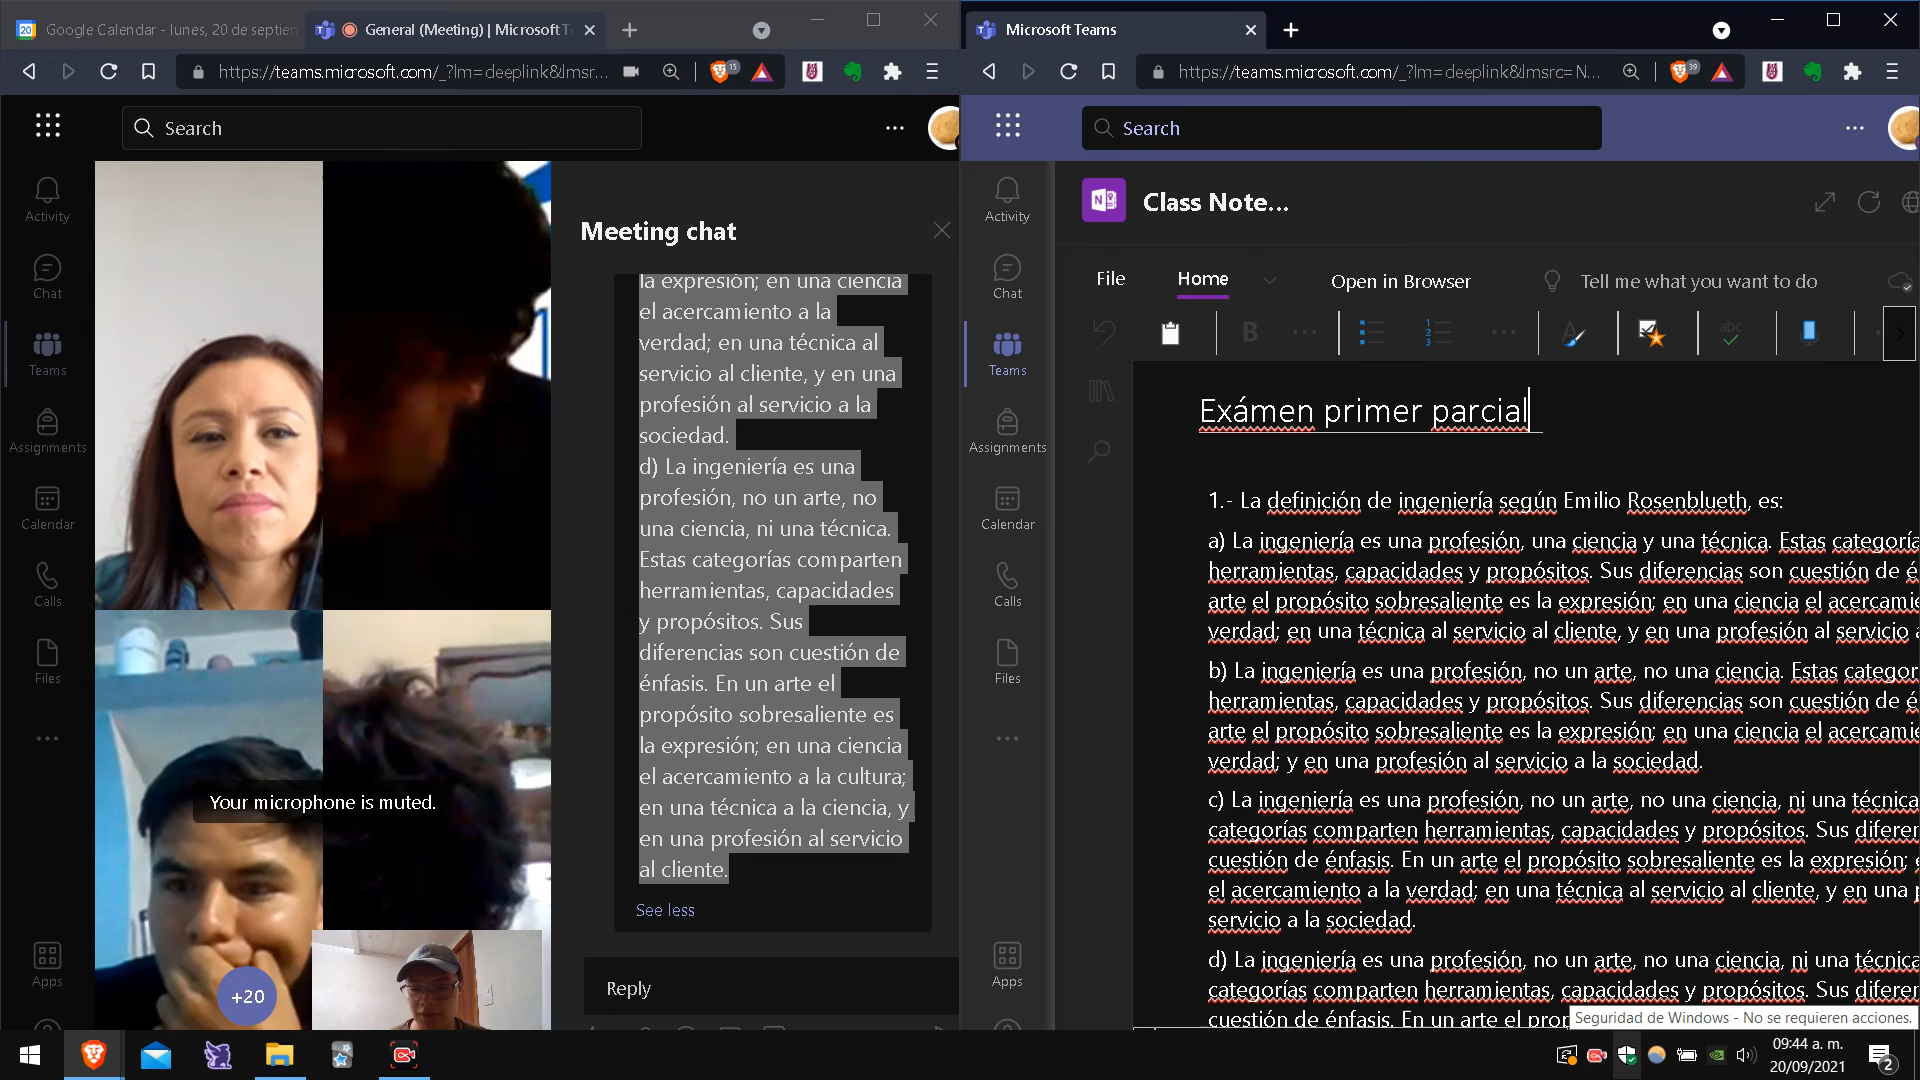 Google Calendar - lunes, 20 de septien
General (Meeting) | Microsoft T
https://teams.microsoft.com/_?lm=deeplink&lmsr...
15
Search
Activity
Chat
Teams
Assignments
Calendar
Calls
Files
Apps
Your microphone is muted.
+20
Meeting chat
la expresión; en una ciencia
el acercamiento a la
verdad; en una técnica al
servicio al cliente, y en una
profesión al servicio a la
sociedad.
d) La ingeniería es una
profesión, no un arte, no
una ciencia, ni una técnica.
Estas categorías comparten
herramientas, capacidades
y propósitos. Sus
diferencias son cuestión de
énfasis. En un arte el
propósito sobresaliente es
la expresión; en una ciencia
el acercamiento a la cultura;
en una técnica a la ciencia, y
en una profesión al servicio
al cliente.
See less
Reply
Microsoft Teams
https://teams.microsoft.com/_?lm=deeplink&lmsrc=N...
39
Search
Activity
Chat
Teams
Assignments
Calendar
Calls
Files
Apps
Class Note...
File
Home
Open in Browser
Tell me what you want to do
B
abc
Exámen primer parcial
1.- La definición de ingeniería según Emilio Rosenblueth, es:
a) La ingeniería es una profesión, una ciencia y una técnica. Estas categoría
herramientas, capacidades y propósitos. Sus diferencias son cuestión de é
arte el propósito sobresaliente es la expresión; en una ciencia el acercamie
verdad; en una técnica al servicio al cliente, y en una profesión al servicio a
b) La ingeniería es una profesión, no un arte, no una ciencia. Estas categor
herramientas, capacidades y propósitos. Sus diferencias son cuestión de é
arte el propósito sobresaliente es la expresión; en una ciencia el acercamie
verdad; y en una profesión al servicio a la sociedad.
c) La ingeniería es una profesión, no un arte, no una ciencia, ni una técnica
categorías comparten herramientas, capacidades y propósitos. Sus diferen
cuestión de énfasis. En un arte el propósito sobresaliente es la expresión; e
el acercamiento a la verdad; en una técnica al servicio al cliente, y en una p
servicio a la sociedad.
d) La ingeniería es una profesión, no un arte, no una ciencia, ni una técnica
categorías comparten herramientas, capacidades y propósitos. Sus diferen
cuestión de énfasis. En un arte el prop
Seguridad de Windows - No se requieren acciones.
09:44 a. m.
20/09/2021
2